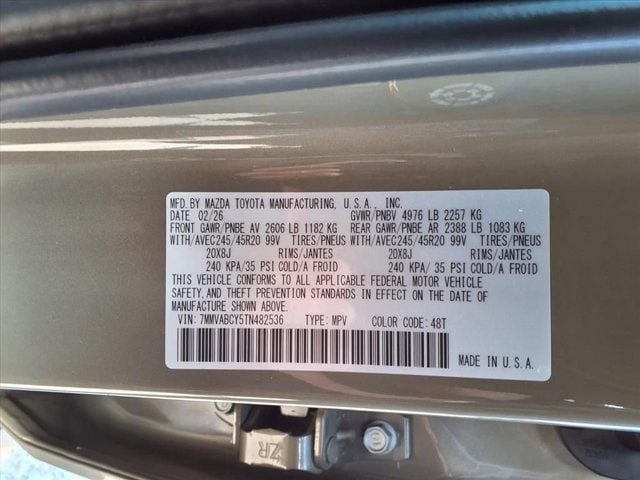 MFD. BY MAZDA TOYOTA MANUFACTURING, U.S.A., INC.
DATE 02/26 GVWR/PNBV 4976 LB 2257 KG
FRONT GAWR/PNBE AV 2606 LB 1182 KG REAR GAWR/PNBE AR 2388 LB 1083 KG
WITH/AVEC245/45R20 99V TIRES/PNEUS WITH/AVEC245/45R20 99V TIRES/PNEUS
20X8J RIMS/JANTES 20X8J RIMS/JANTES
240 KPA/35 PSI COLD/A FROID 240 KPA/ 35 PSI COLD/A FROID
THIS VEHICLE CONFORMS TO ALL APPLICABLE FEDERAL MOTOR VEHICLE
SAFETY, AND THEFT PREVENTION STANDARDS IN EFFECT ON THE DATE OF
MANUFACTURE SHOWN ABOVE.
VIN: 7MMVABCY5TN482536 TYPE: MPV COLOR CODE: 48T
MADE IN U.S.A.
ZR